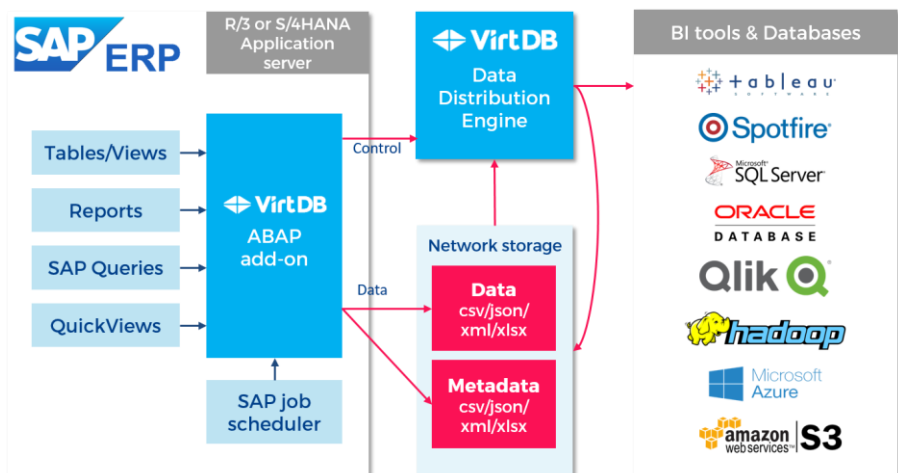 SAP
ERP
R/3 or S/4HANA
Application
server
Tables/Views
Reports
SAP Queries
QuickViews
VirtDB
ABAP
add-on
SAP job
scheduler
Control
Data
VirtDB
Data
Distribution
Engine
Network storage
Data
csv/json/
xml/xlsx
Metadata
csv/json/
xml/xlsx
BI tools & Databases
tableau
SOFTWARE
Spotfire®
Microsoft®
SQL Server®
ORACLE
DATABASE
Qlik®
hadoop
Microsoft
Azure
amazon
webservices™
S3